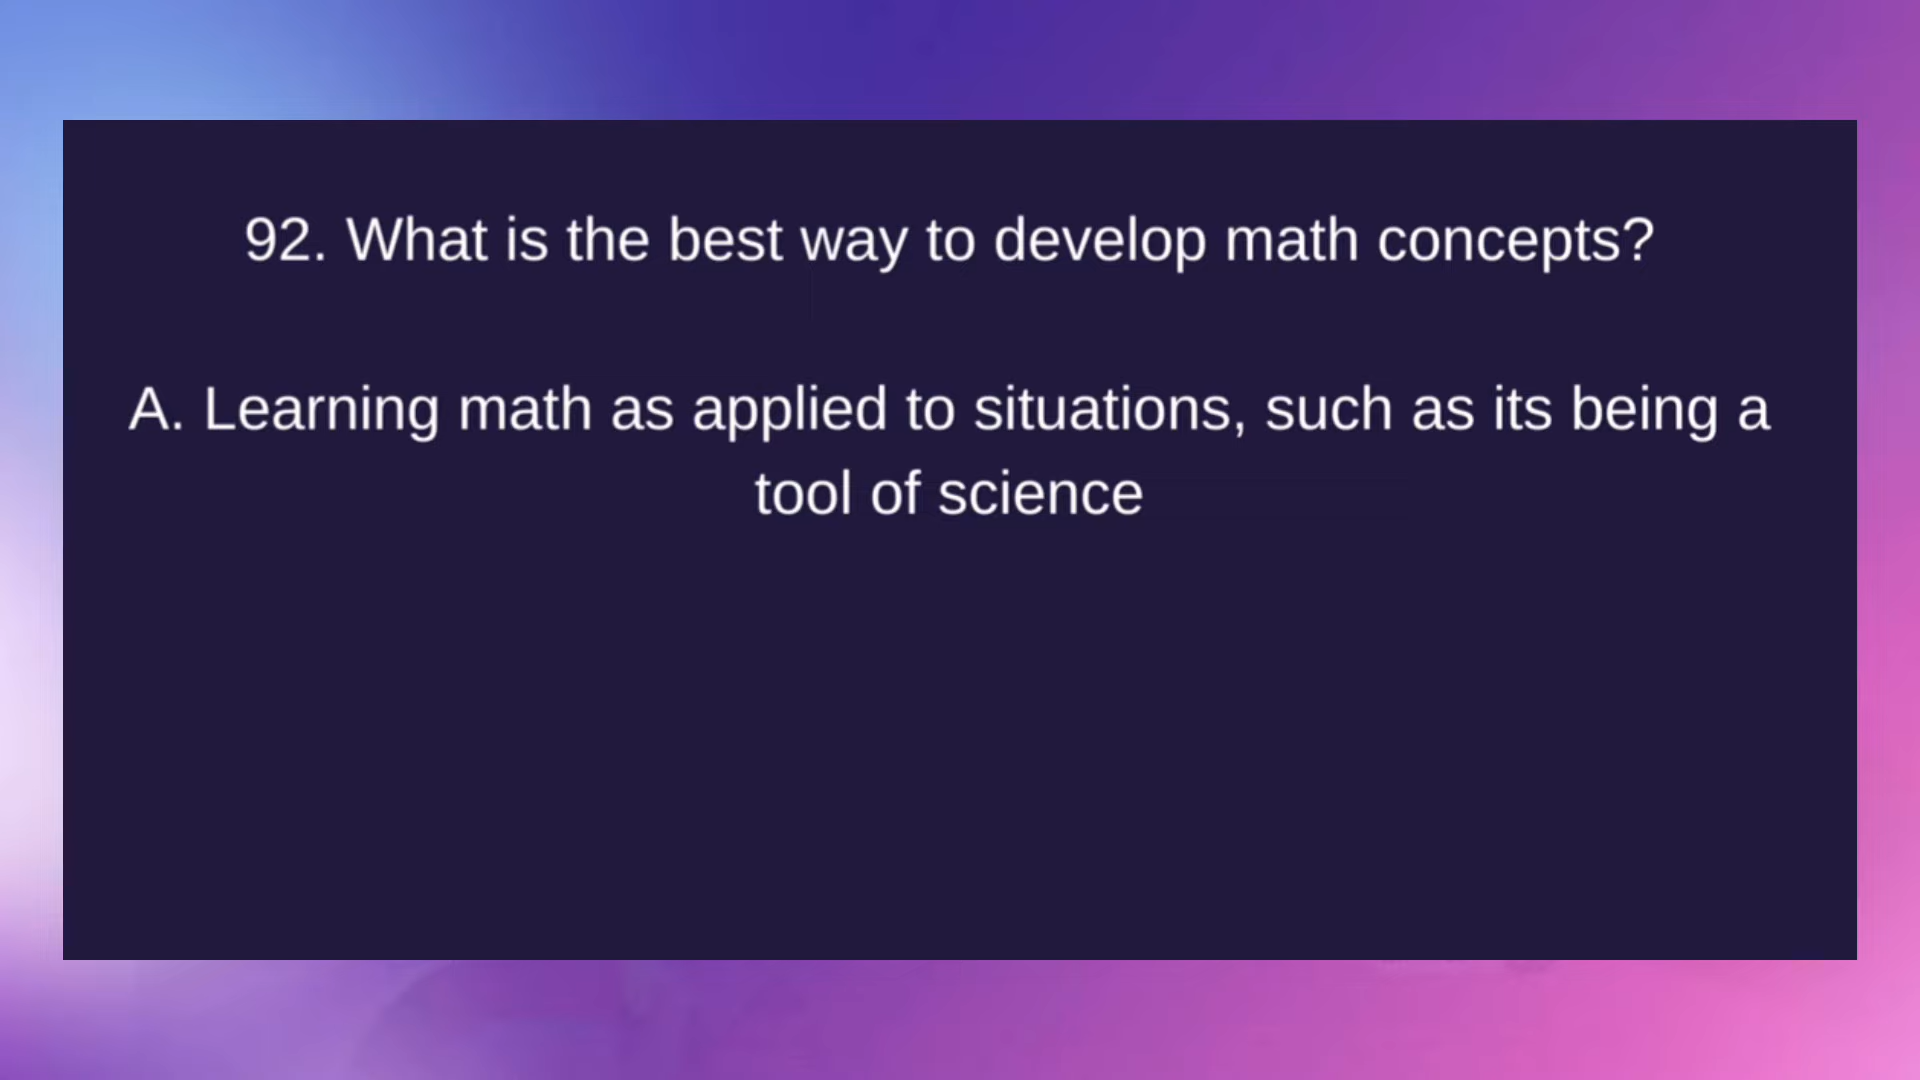 92. What is the best way to develop math concepts?
A. Learning math as applied to situations, such as its being a
tool of science